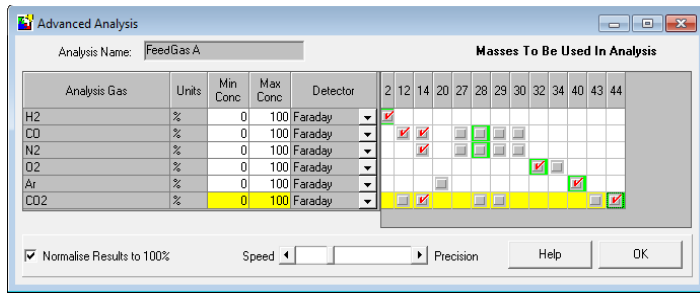 Advanced Analysis
Analysis Name: FeedGas A
Masses To Be Used In Analysis
Analysis Gas Units Min Conc Max Conc Detector 2 12 14 20 27 28 29 30 32 34 40 43 44
H2 % 0 100 Faraday
CO % 0 100 Faraday
N2 % 0 100 Faraday
O2 % 0 100 Faraday
Ar % 0 100 Faraday
CO2 % 0 100 Faraday
Normalise Results to 100% Speed Precision Help OK